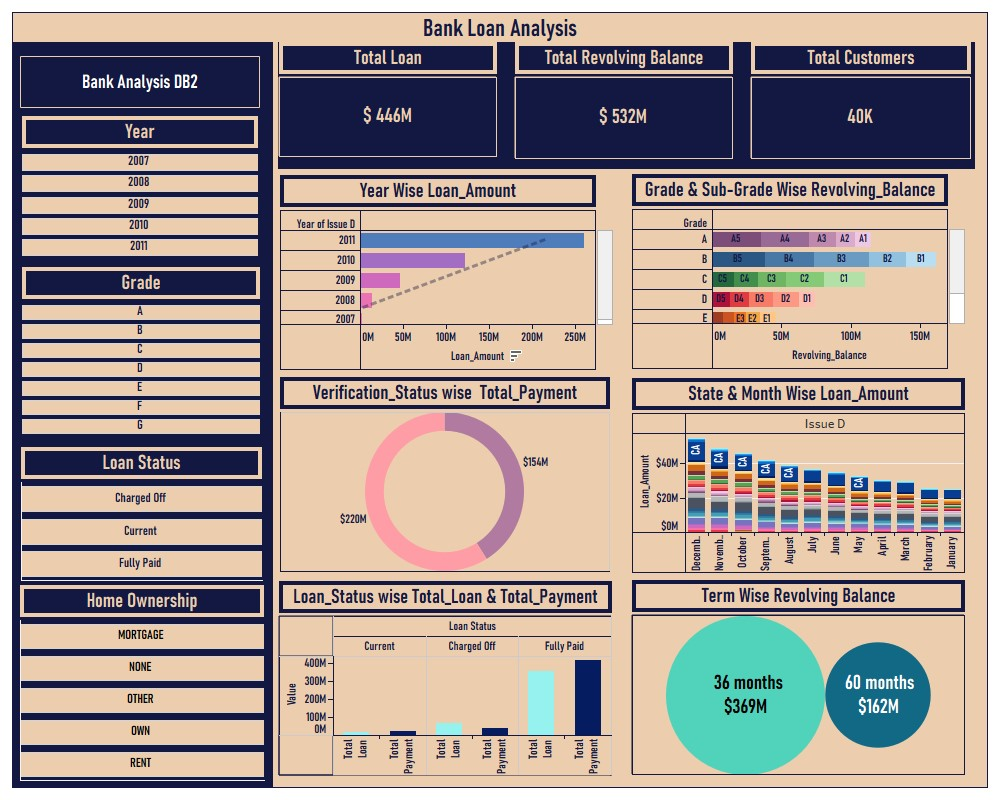 Bank Loan Analysis
Bank Analysis DB2
Year
2007
2008
2009
2010
2011
Grade
A
B
C
D
E
F
G
Loan Status
Charged Off
Current
Fully Paid
Home Ownership
MORTGAGE
NONE
OTHER
OWN
RENT
Total Loan
$ 446M
Total Revolving Balance
$ 532M
Total Customers
40K
Year Wise Loan_Amount
Year of Issue D
2011
2010
2009
2008
2007
0M 50M 100M 150M 200M 250M
Loan_Amount
Grade & Sub-Grade Wise Revolving_Balance
Grade
A A5 A4 A3 A2 A1
B B5 B4 B3 B2 B1
C C5 C4 C3 C2 C1
D D5 D4 D3 D2 D1
E E3 E2 E1
0M 50M 100M 150M
Revolving_Balance
Verification_Status wise Total_Payment
$154M
$220M
State & Month Wise Loan_Amount
Issue D
Loan_Amount
$40M
$20M
$0M
CA CA CA CA CA CA
Decemb.. Novemb.. October Septem.. August July June May April March February January
Loan_Status wise Total_Loan & Total_Payment
Loan Status
Current Charged Off Fully Paid
Value
400M
300M
200M
100M
0M
Total Loan Total Payment Total Loan Total Payment Total Loan Total Payment
Term Wise Revolving Balance
36 months
$369M
60 months
$162M